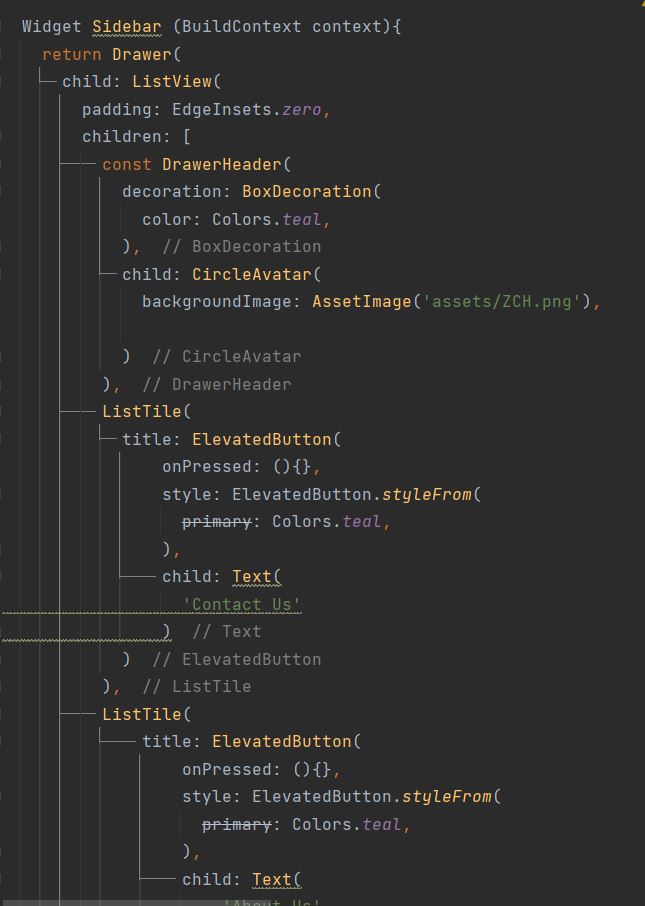 Widget Sidebar (BuildContext context){
return Drawer(
child: ListView(
padding: EdgeInsets.zero,
children: [
const DrawerHeader(
decoration: BoxDecoration(
color: Colors.teal,
), // BoxDecoration
child: CircleAvatar(
backgroundImage: AssetImage('assets/ZCH.png'),
) // CircleAvatar
), // DrawerHeader
ListTile(
title: ElevatedButton(
onPressed: (){},
style: ElevatedButton.styleFrom(
primary: Colors.teal,
),
child: Text(
'Contact Us'
) // Text
) // ElevatedButton
), // ListTile
ListTile(
title: ElevatedButton(
onPressed: (){},
style: ElevatedButton.styleFrom(
primary: Colors.teal,
),
child: Text(
'About Us'